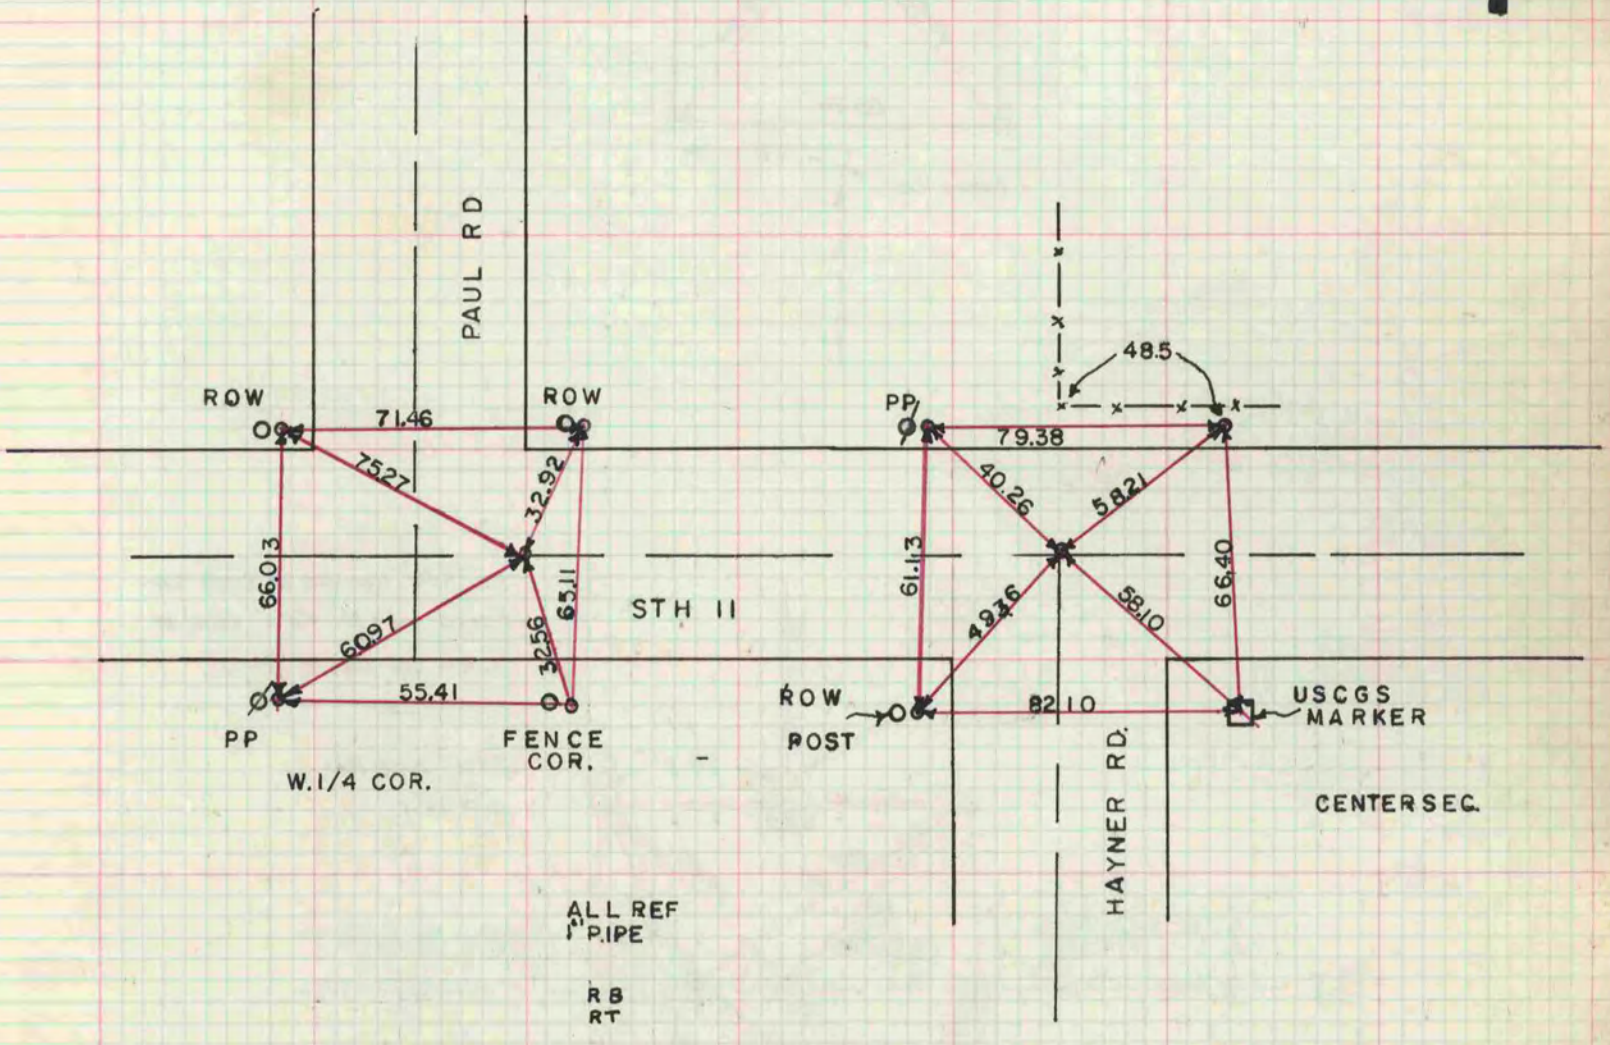 PAUL RD
48.5
ROW
ROW
PP
71.46
79.38
75.27
32.92
40.26
58.21
66.03
65.11
61.13
66.40
STH 11
60.97
32.56
49.36
58.10
55.41
82.10
ROW
POST
USCGS
MARKER
PP
FENCE
COR.
HAYNER RD.
W.1/4 COR.
CENTER SEC.
ALL REF
1" PIPE
RB
RT